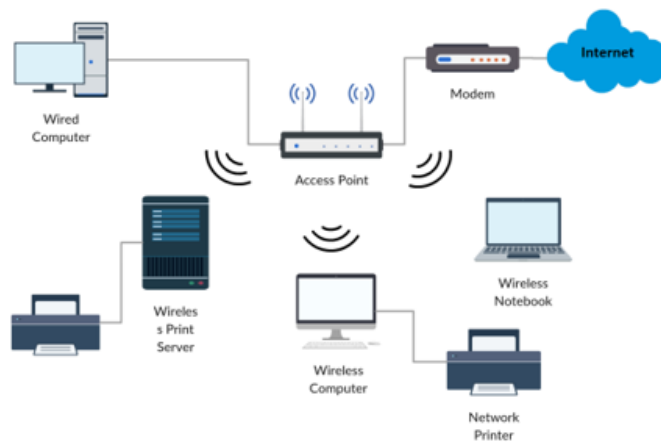 Internet
Modem
Wired
Computer
Access Point
Wireles
s Print
Server
Wireless
Notebook
Wireless
Computer
Network
Printer